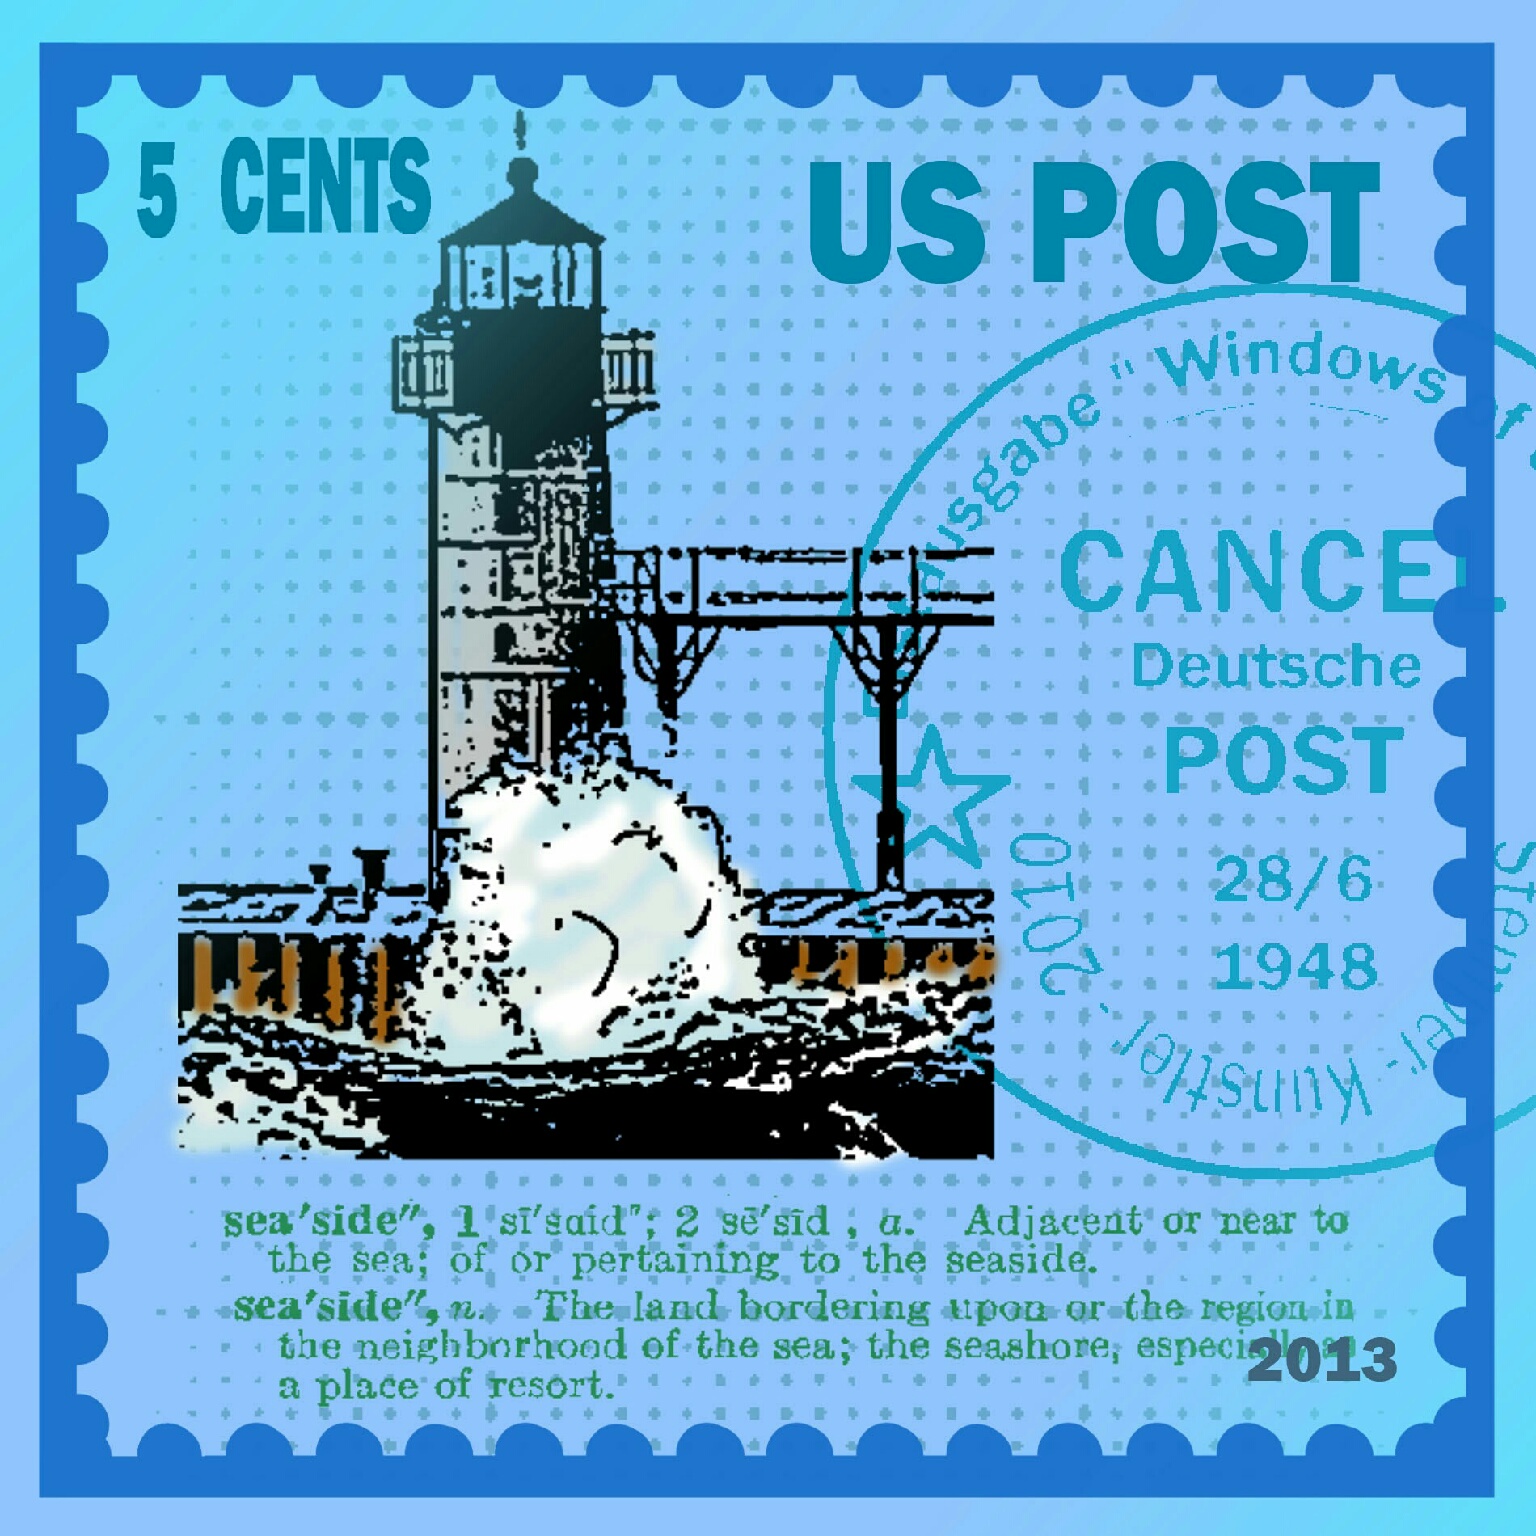 5 CENTS
US POST
" Windows of
CANCEL
Deutsche
POST
28/6
1948
2010
Künstler
sea′side″, 1 sī′said″; 2 sē′sīd , a. Adjacent or near to
the sea; of or pertaining to the seaside.
sea′side″, n. The land bordering upon or the region in
the neighborhood of the sea; the seashore, especially as
a place of resort.
2013